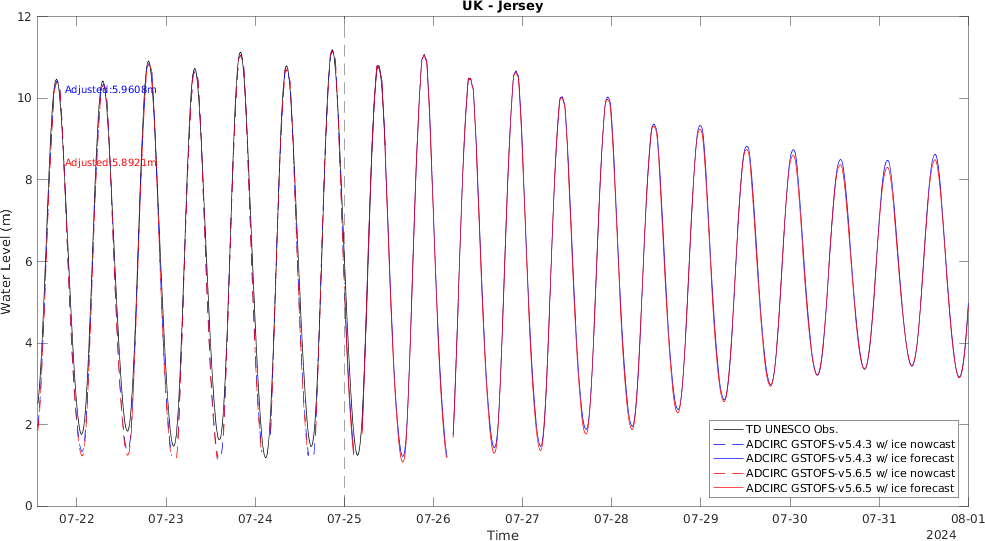 UK - Jersey
12
10
8
6
4
2
0
Water Level (m)
Adjusted:5.9608m
Adjusted:5.8921m
TD UNESCO Obs.
ADCIRC GSTOFS-v5.4.3 w/ ice nowcast
ADCIRC GSTOFS-v5.4.3 w/ ice forecast
ADCIRC GSTOFS-v5.6.5 w/ ice nowcast
ADCIRC GSTOFS-v5.6.5 w/ ice forecast
07-22 07-23 07-24 07-25 07-26 07-27 07-28 07-29 07-30 07-31 08-01
Time
2024